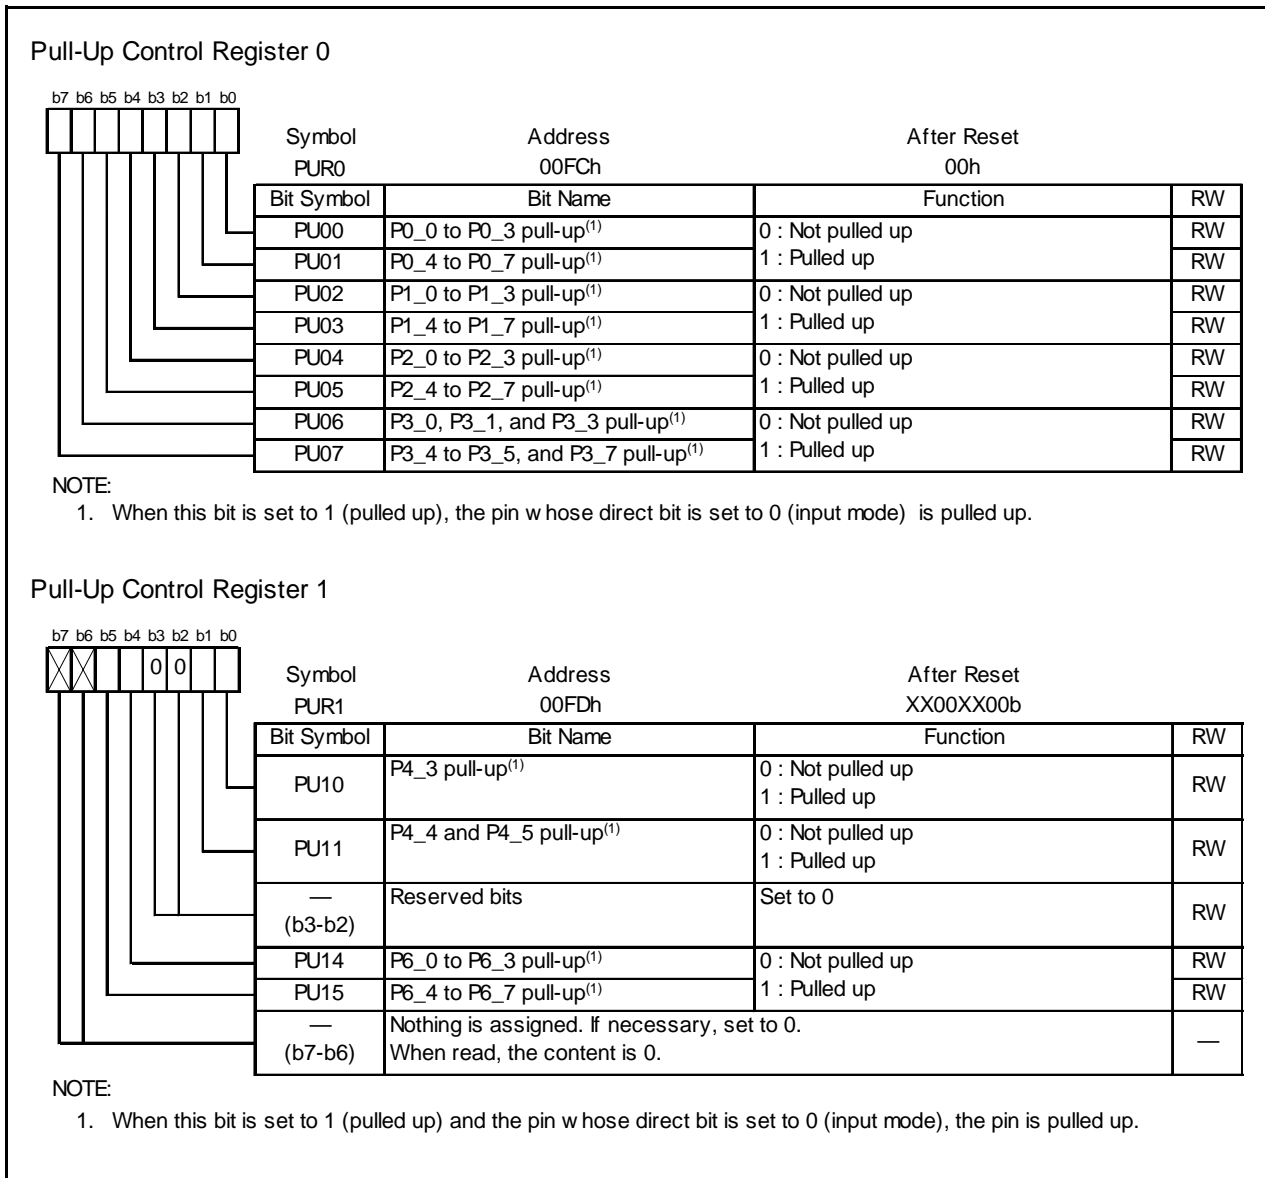 Pull-Up Control Register 0
b7 b6 b5 b4 b3 b2 b1 b0
Symbol Address After Reset
PUR0 00FCh 00h
Bit Symbol Bit Name Function RW
PU00 P0_0 to P0_3 pull-up(1) 0 : Not pulled up RW
PU01 P0_4 to P0_7 pull-up(1) 1 : Pulled up RW
PU02 P1_0 to P1_3 pull-up(1) 0 : Not pulled up RW
PU03 P1_4 to P1_7 pull-up(1) 1 : Pulled up RW
PU04 P2_0 to P2_3 pull-up(1) 0 : Not pulled up RW
PU05 P2_4 to P2_7 pull-up(1) 1 : Pulled up RW
PU06 P3_0, P3_1, and P3_3 pull-up(1) 0 : Not pulled up RW
PU07 P3_4 to P3_5, and P3_7 pull-up(1) 1 : Pulled up RW
NOTE:
1. When this bit is set to 1 (pulled up), the pin whose direct bit is set to 0 (input mode) is pulled up.
Pull-Up Control Register 1
b7 b6 b5 b4 b3 b2 b1 b0
0 0
Symbol Address After Reset
PUR1 00FDh XX00XX00b
Bit Symbol Bit Name Function RW
PU10 P4_3 pull-up(1) 0 : Not pulled up RW
1 : Pulled up
PU11 P4_4 and P4_5 pull-up(1) 0 : Not pulled up RW
1 : Pulled up
— Reserved bits Set to 0 RW
(b3-b2)
PU14 P6_0 to P6_3 pull-up(1) 0 : Not pulled up RW
PU15 P6_4 to P6_7 pull-up(1) 1 : Pulled up RW
— Nothing is assigned. If necessary, set to 0. —
(b7-b6) When read, the content is 0.
NOTE:
1. When this bit is set to 1 (pulled up) and the pin whose direct bit is set to 0 (input mode), the pin is pulled up.